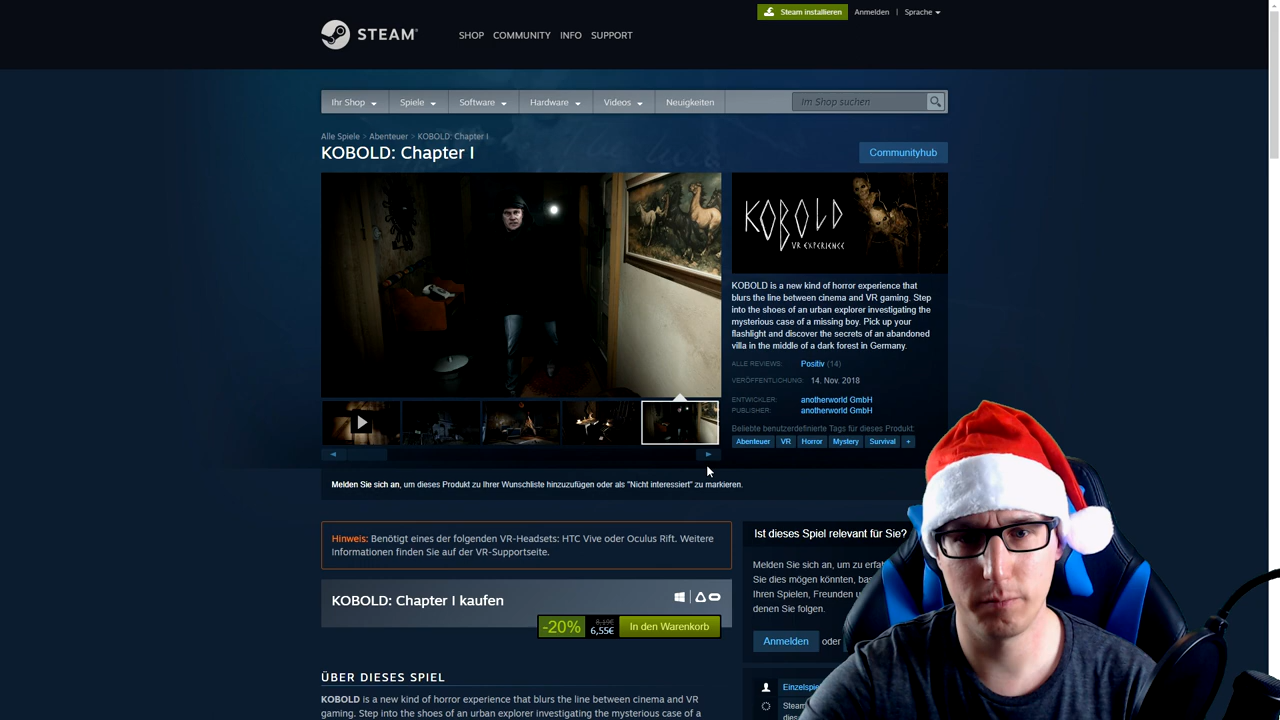 Steam installieren
Anmelden | Sprache
STEAM®
SHOP COMMUNITY INFO SUPPORT
Ihr Shop Spiele Software Hardware Videos Neuigkeiten
Im Shop suchen
Alle Spiele > Abenteuer > KOBOLD: Chapter I
KOBOLD: Chapter I
Communityhub
KOBOLD
VR EXPERIENCE
KOBOLD is a new kind of horror experience that
blurs the line between cinema and VR gaming. Step
into the shoes of an urban explorer investigating the
mysterious case of a missing boy. Pick up your
flashlight and discover the secrets of an abandoned
villa in the middle of a dark forest in Germany.
ALLE REVIEWS: Positiv (14)
VERÖFFENTLICHUNG: 14. Nov. 2018
ENTWICKLER: anotherworld GmbH
PUBLISHER: anotherworld GmbH
Beliebte benutzerdefinierte Tags für dieses Produkt:
Abenteuer VR Horror Mystery Survival +
Melden Sie sich an, um dieses Produkt zu Ihrer Wunschliste hinzuzufügen oder als "Nicht interessiert" zu markieren.
Hinweis: Benötigt eines der folgenden VR-Headsets: HTC Vive oder Oculus Rift. Weitere
Informationen finden Sie auf der VR-Supportseite.
KOBOLD: Chapter I kaufen
-20% 8,19€ 6,55€ In den Warenkorb
ÜBER DIESES SPIEL
KOBOLD is a new kind of horror experience that blurs the line between cinema and VR
gaming. Step into the shoes of an urban explorer investigating the mysterious case of a
Ist dieses Spiel relevant für Sie?
Melden Sie sich an, um zu
Sie dies mögen könnten,
Ihren Spielen, Freunden
denen Sie folgen.
Anmelden oder
Steam